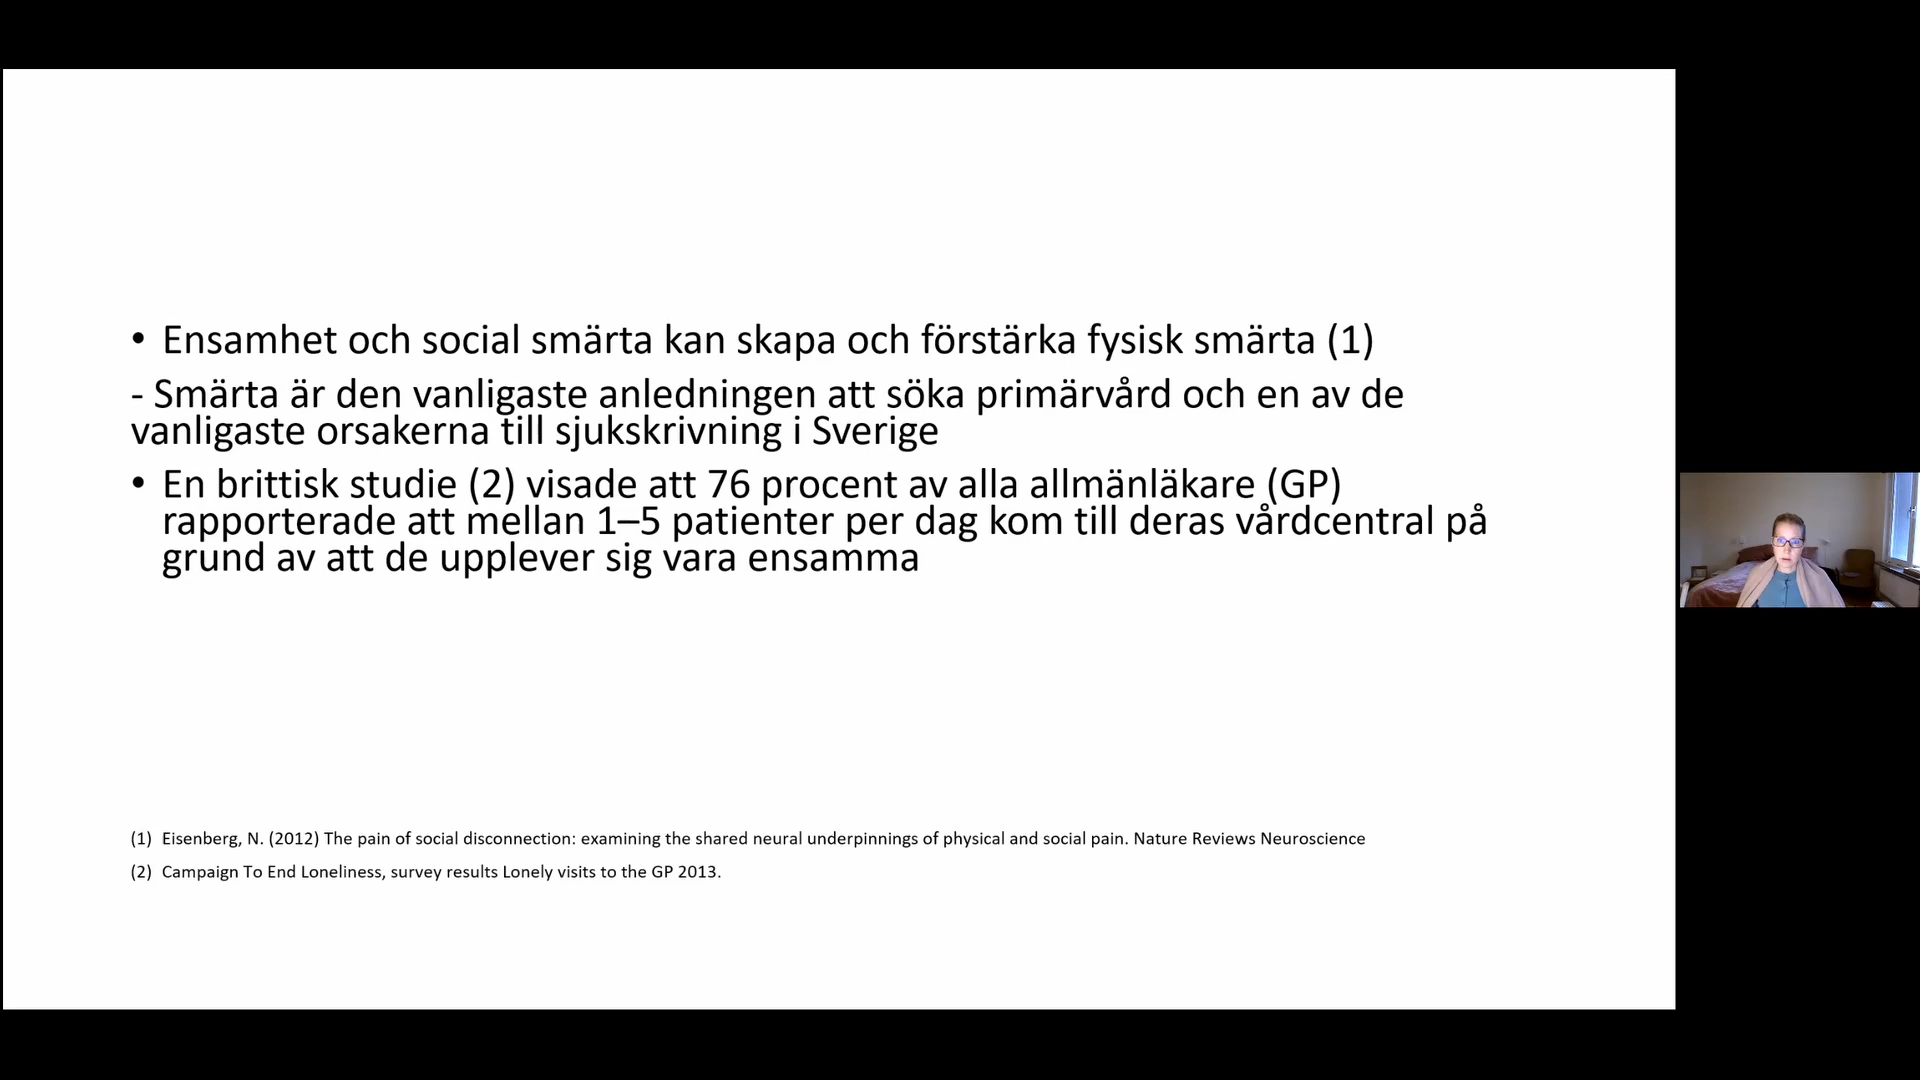 • Ensamhet och social smärta kan skapa och förstärka fysisk smärta (1)
- Smärta är den vanligaste anledningen att söka primärvård och en av de
vanligaste orsakerna till sjukskrivning i Sverige
• En brittisk studie (2) visade att 76 procent av alla allmänläkare (GP)
rapporterade att mellan 1–5 patienter per dag kom till deras vårdcentral på
grund av att de upplever sig vara ensamma
(1) Eisenberg, N. (2012) The pain of social disconnection: examining the shared neural underpinnings of physical and social pain. Nature Reviews Neuroscience
(2) Campaign To End Loneliness, survey results Lonely visits to the GP 2013.